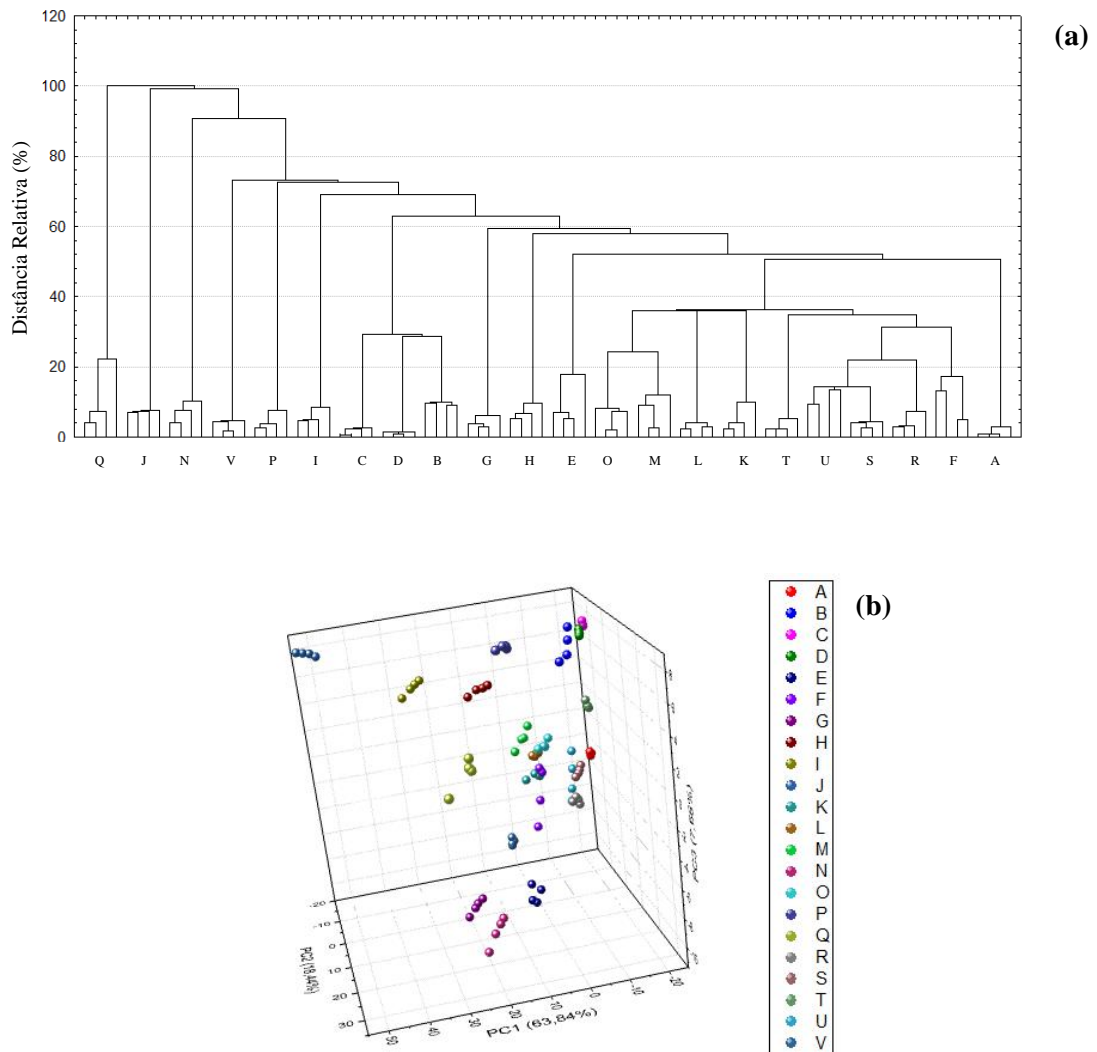 (a)
120
100
80
60
40
20
0
Distância Relativa (%)
Q J N V P I C D B G H E O M L K T U S R F A
(b)
A
B
C
D
E
F
G
H
I
J
K
L
M
N
O
P
Q
R
S
T
U
V
-20
-10
0
10
20
30
PC2 (18,44%)
50
40
30
20
10
0
-10
-20
PC1 (63,84%)